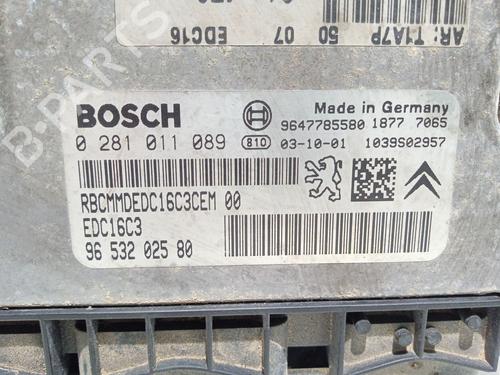 50 07 EDC16
AR: T1A7P
BOSCH
Made in Germany
9647785580 1877 7065
0 281 011 089 810 03-10-01 1039S02957
RBCMMDEDC16C3CEM 00
EDC16C3
96 532 025 80
B-PARTS